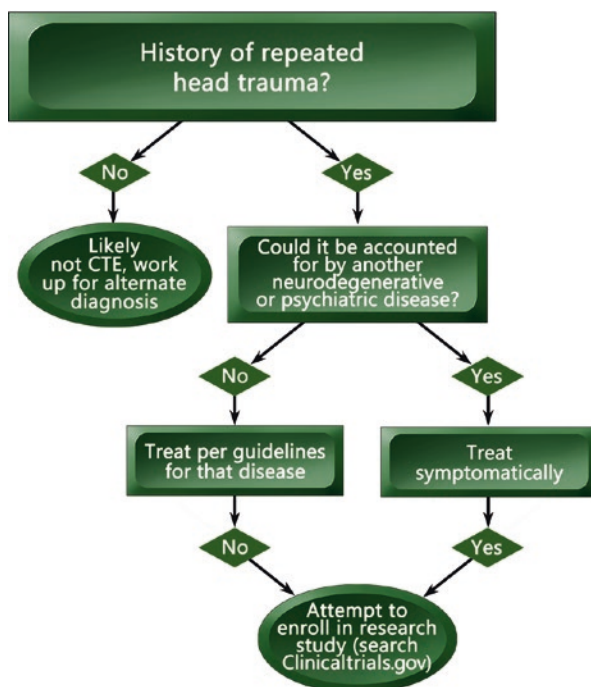 History of repeated
head trauma?
No
Yes
Likely
not CTE, work
up for alternate
diagnosis
Could it be accounted
for by another
neurodegenerative
or psychiatric disease?
No
Yes
Treat per guidelines
for that disease
Treat
symptomatically
No
Yes
Attempt to
enroll in research
study (search
Clinicaltrials.gov)